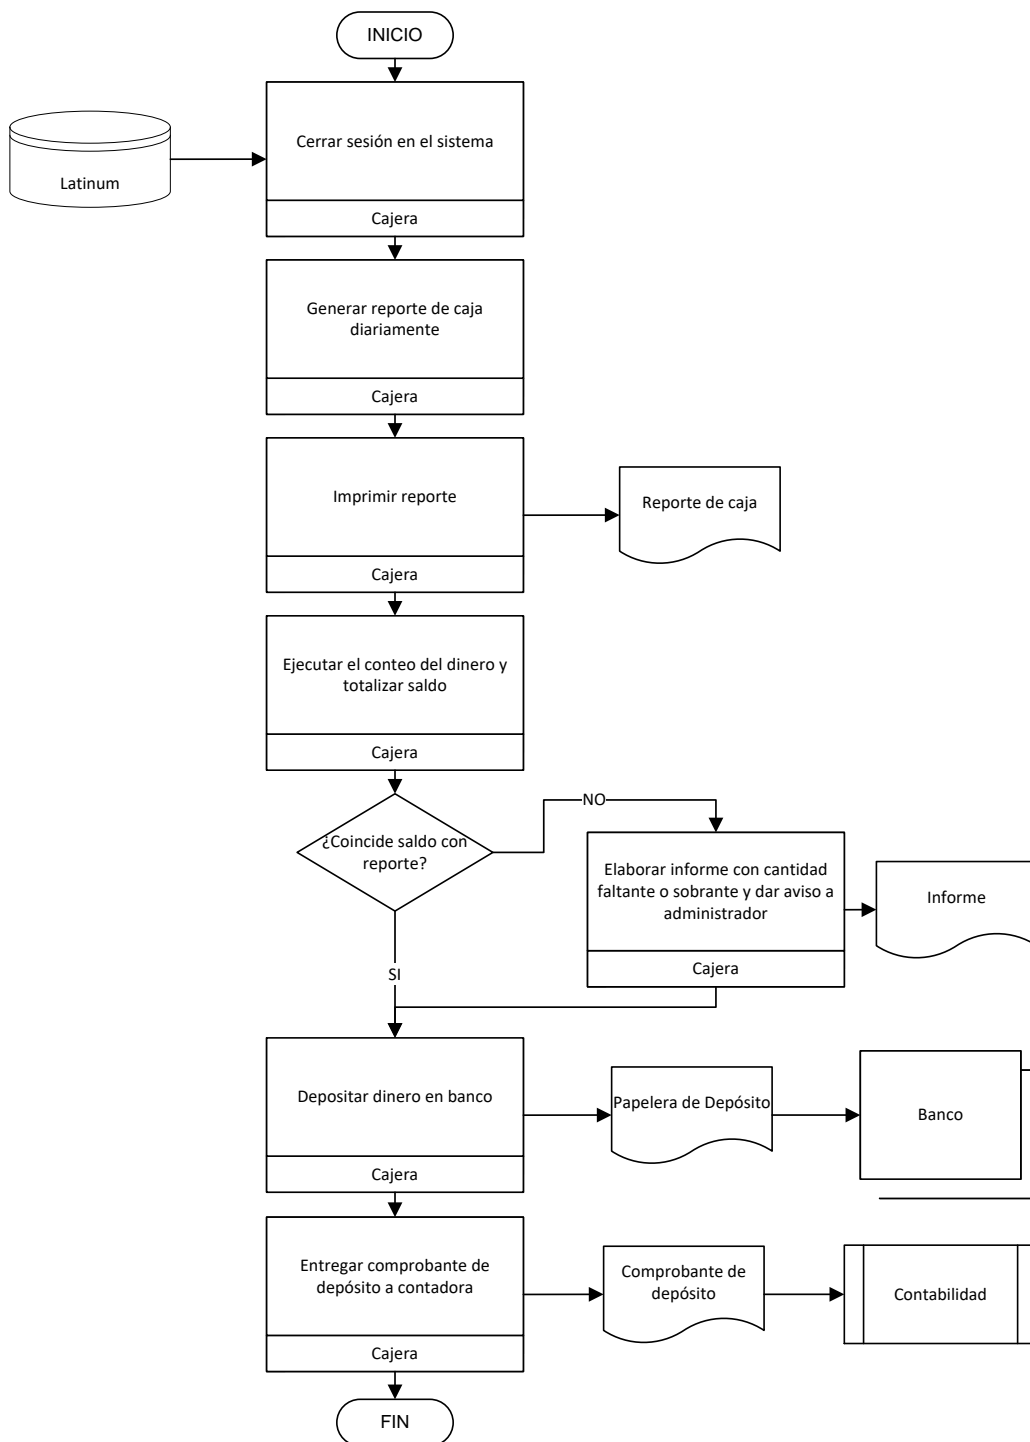 INICIO
Cerrar sesión en el sistema
Latinum
Cajera
Generar reporte de caja
diariamente
Cajera
Imprimir reporte
Reporte de caja
Cajera
Ejecutar el conteo del dinero y
totalizar saldo
Cajera
NO
¿Coincide saldo con
reporte?
Elaborar informe con cantidad
faltante o sobrante y dar aviso a
administrador
Informe
Cajera
SI
Depositar dinero en banco
Papelera de Depósito
Banco
Cajera
Entregar comprobante de
depósito a contadora
Comprobante de
depósito
Contabilidad
Cajera
FIN